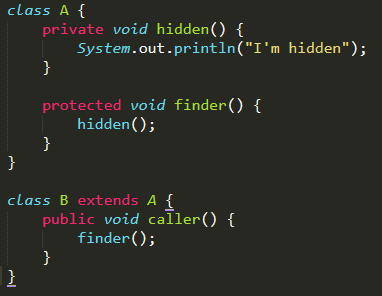 class A {
    private void hidden() {
        System.out.println("I'm hidden");
    }

    protected void finder() {
        hidden();
    }
}

class B extends A {
    public void caller() {
        finder();
    }
}